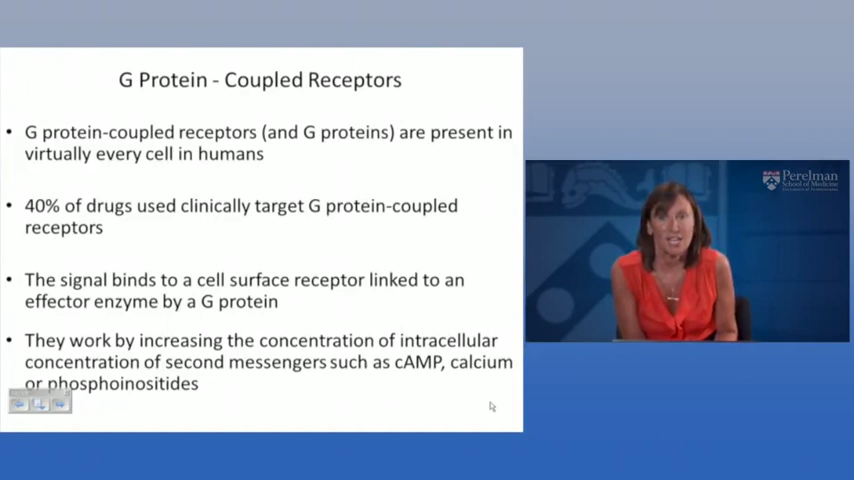 G Protein - Coupled Receptors
• G protein-coupled receptors (and G proteins) are present in
virtually every cell in humans
• 40% of drugs used clinically target G protein-coupled
receptors
• The signal binds to a cell surface receptor linked to an
effector enzyme by a G protein
• They work by increasing the concentration of intracellular
concentration of second messengers such as cAMP, calcium
or phosphoinositides
Perelman
School of Medicine
University of Pennsylvania